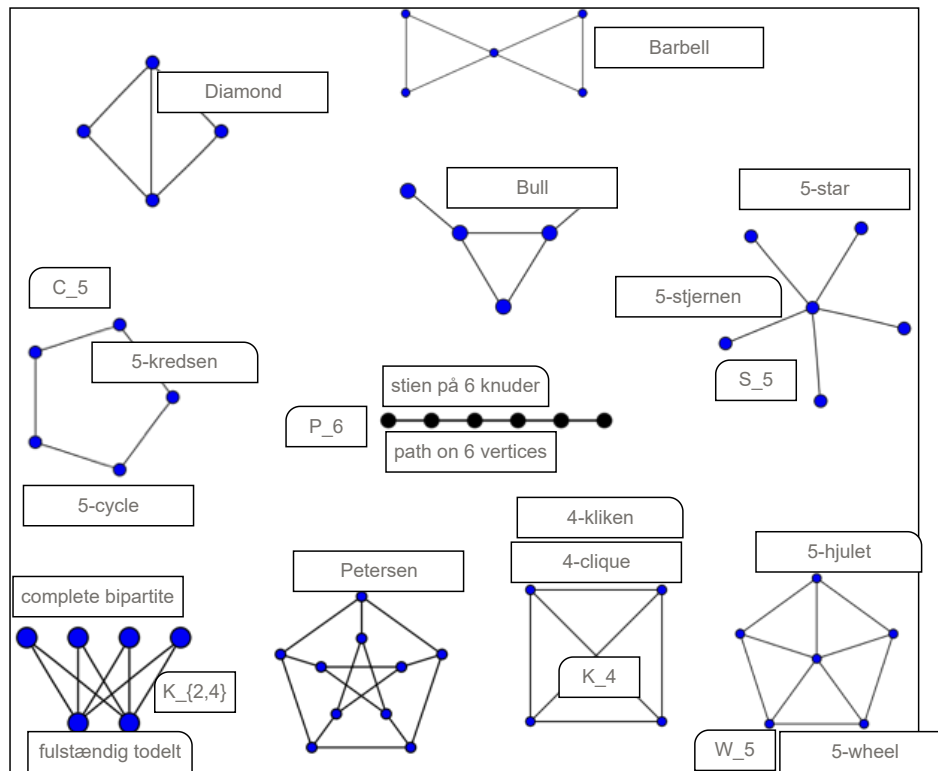 Barbell
Diamond
Bull
5-star
C_5
5-stjernen
5-kredsen
S_5
stien på 6 knuder
P_6
path on 6 vertices
5-cycle
4-kliken
5-hjulet
4-clique
Petersen
complete bipartite
K_4
K_{2,4}
fulstændig todelt
W_5
5-wheel